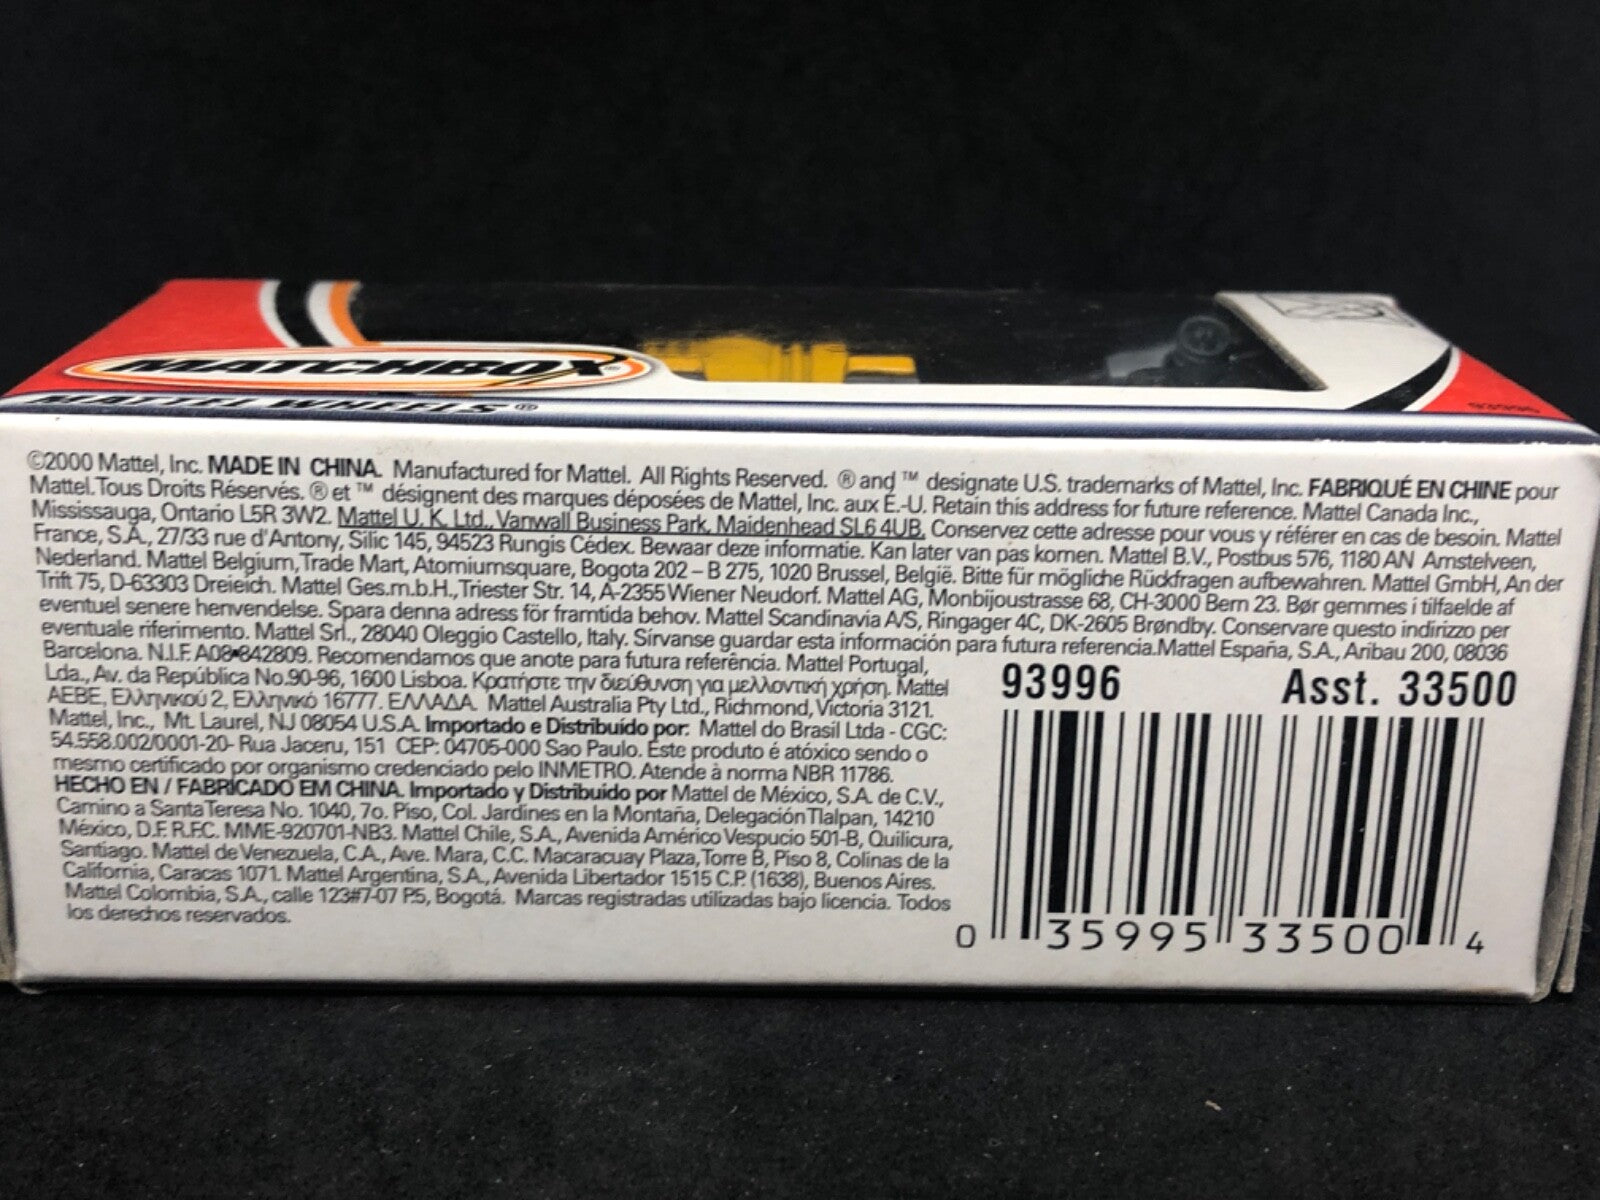 MATCHBOX®
MATTEL WHEELS®
93996
©2000 Mattel, Inc. MADE IN CHINA. Manufactured for Mattel. All Rights Reserved. ® and ™ designate U.S. trademarks of Mattel, Inc. FABRIQUÉ EN CHINE pour
Mattel. Tous Droits Réservés. ® et ™ désignent des marques déposées de Mattel, Inc. aux É.-U. Retain this address for future reference. Mattel Canada Inc.,
Mississauga, Ontario L5R 3W2. Mattel U. K. Ltd., Vanwall Business Park, Maidenhead SL6 4UB. Conservez cette adresse pour vous y référer en cas de besoin. Mattel
France, S.A., 27/33 rue d'Antony, Silic 145, 94523 Rungis Cédex. Bewaar deze informatie. Kan later van pas komen. Mattel B.V., Postbus 576, 1180 AN Amstelveen,
Nederland. Mattel Belgium, Trade Mart, Atomiumsquare, Bogota 202 – B 275, 1020 Brussel, België. Bitte für mögliche Rückfragen aufbewahren. Mattel GmbH, An der
Trift 75, D-63303 Dreieich. Mattel Ges.m.b.H., Triester Str. 14, A-2355 Wiener Neudorf. Mattel AG, Monbijoustrasse 68, CH-3000 Bern 23. Bør gemmes i tilfaelde af
eventuel senere henvendelse. Spara denna adress för framtida behov. Mattel Scandinavia A/S, Ringager 4C, DK-2605 Brøndby. Conservare questo indirizzo per
eventuale riferimento. Mattel Srl., 28040 Oleggio Castello, Italy. Sírvanse guardar esta información para futura referencia. Mattel España, S.A., Aribau 200, 08036
Barcelona. N.I.F. A08-842809. Recomendamos que anote para futura referência. Mattel Portugal,
Lda., Av. da República No. 90-96, 1600 Lisboa. Κρατήστε την διεύθυνση για μελλοντική χρήση. Mattel
AEBE, Ελληνικού 2, Ελληνικό 16777. ΕΛΛΑΔΑ. Mattel Australia Pty Ltd., Richmond, Victoria 3121.
Mattel, Inc., Mt. Laurel, NJ 08054 U.S.A. Importado e Distribuído por: Mattel do Brasil Ltda - CGC:
54.558.002/0001-20- Rua Jaceru, 151 CEP: 04705-000 Sao Paulo. Este produto é atóxico sendo o
mesmo certificado por organismo credenciado pelo INMETRO. Atende à norma NBR 11786.
HECHO EN / FABRICADO EM CHINA. Importado y Distribuido por Mattel de México, S.A. de C.V.,
Camino a Santa Teresa No. 1040, 7o. Piso, Col. Jardines en la Montaña, Delegación Tlalpan, 14210
México, D.F. R.F.C. MME-920701-NB3. Mattel Chile, S.A., Avenida Américo Vespucio 501-B, Quilicura,
Santiago. Mattel de Venezuela, C.A., Ave. Mara, C.C. Macaracuay Plaza, Torre B, Piso 8, Colinas de la
California, Caracas 1071. Mattel Argentina, S.A., Avenida Libertador 1515 C.P. (1638), Buenos Aires.
Mattel Colombia, S.A., calle 123#7-07 P.5, Bogotá. Marcas registradas utilizadas bajo licencia. Todos
los derechos reservados.
93996 Asst. 33500
0 35995 33500 4